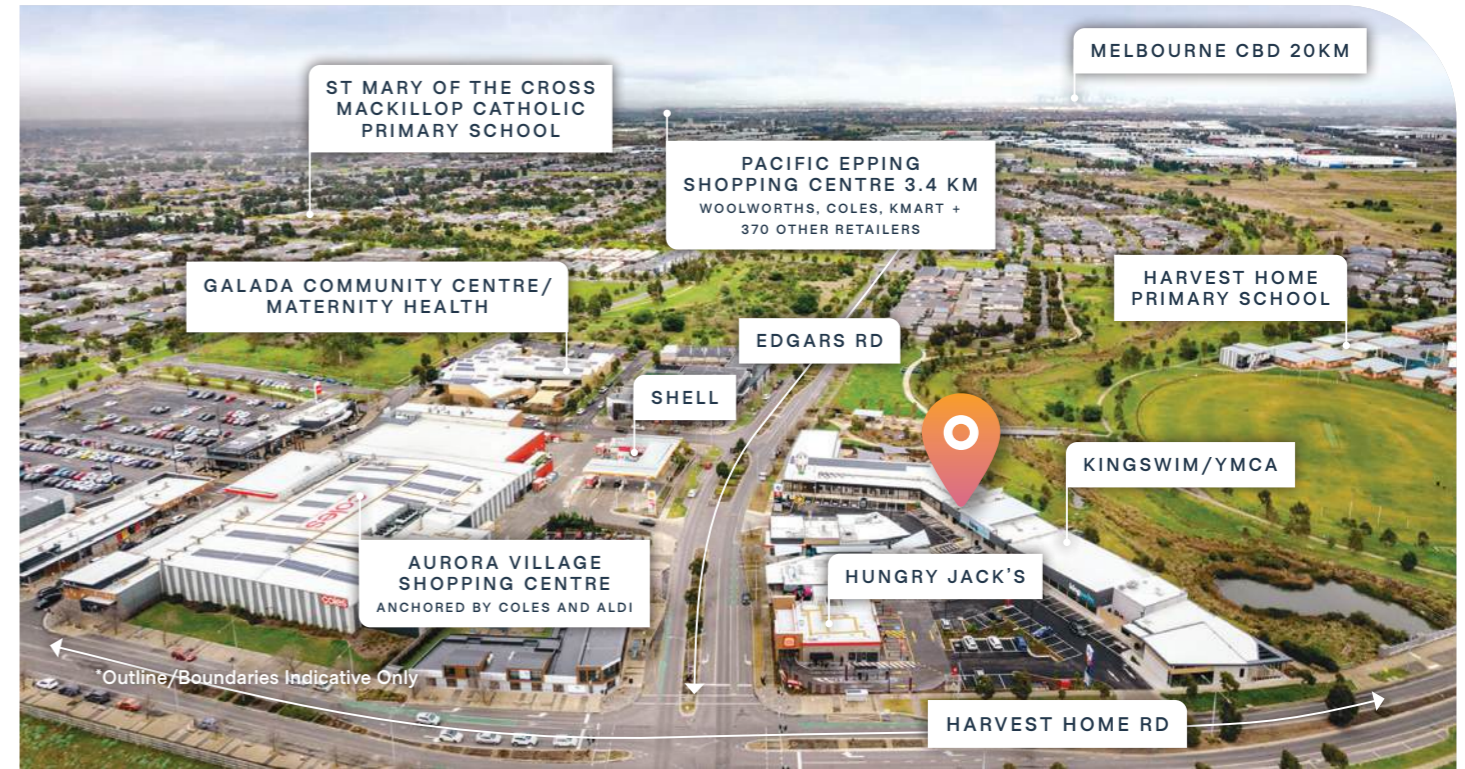 MELBOURNE CBD 20KM
ST MARY OF THE CROSS
MACKILLOP CATHOLIC
PRIMARY SCHOOL
PACIFIC EPPING
SHOPPING CENTRE 3.4 KM
WOOLWORTHS, COLES, KMART +
370 OTHER RETAILERS
GALADA COMMUNITY CENTRE/
MATERNITY HEALTH
HARVEST HOME
PRIMARY SCHOOL
EDGARS RD
SHELL
KINGSWIM/YMCA
coles
AURORA VILLAGE
SHOPPING CENTRE
ANCHORED BY COLES AND ALDI
HUNGRY JACK'S
coles
*Outline/Boundaries Indicative Only
HARVEST HOME RD